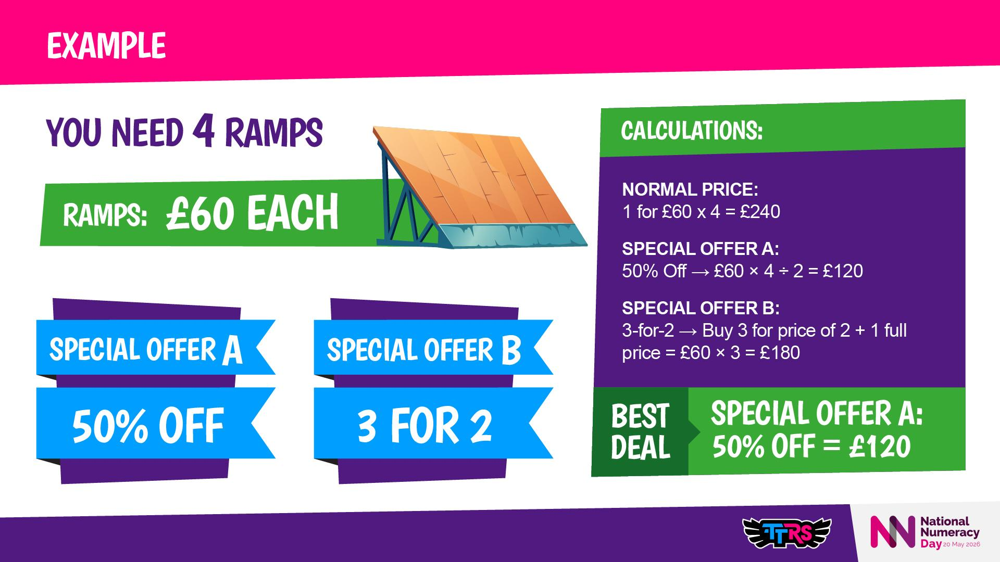 EXAMPLE
YOU NEED 4 RAMPS
RAMPS: £60 EACH
SPECIAL OFFER A
50% OFF
SPECIAL OFFER B
3 FOR 2
CALCULATIONS:
NORMAL PRICE:
1 for £60 x 4 = £240
SPECIAL OFFER A:
50% Off → £60 × 4 ÷ 2 = £120
SPECIAL OFFER B:
3-for-2 → Buy 3 for price of 2 + 1 full
price = £60 × 3 = £180
BEST
DEAL
SPECIAL OFFER A:
50% OFF = £120
TTRS
National
Numeracy
Day 20 May 2026